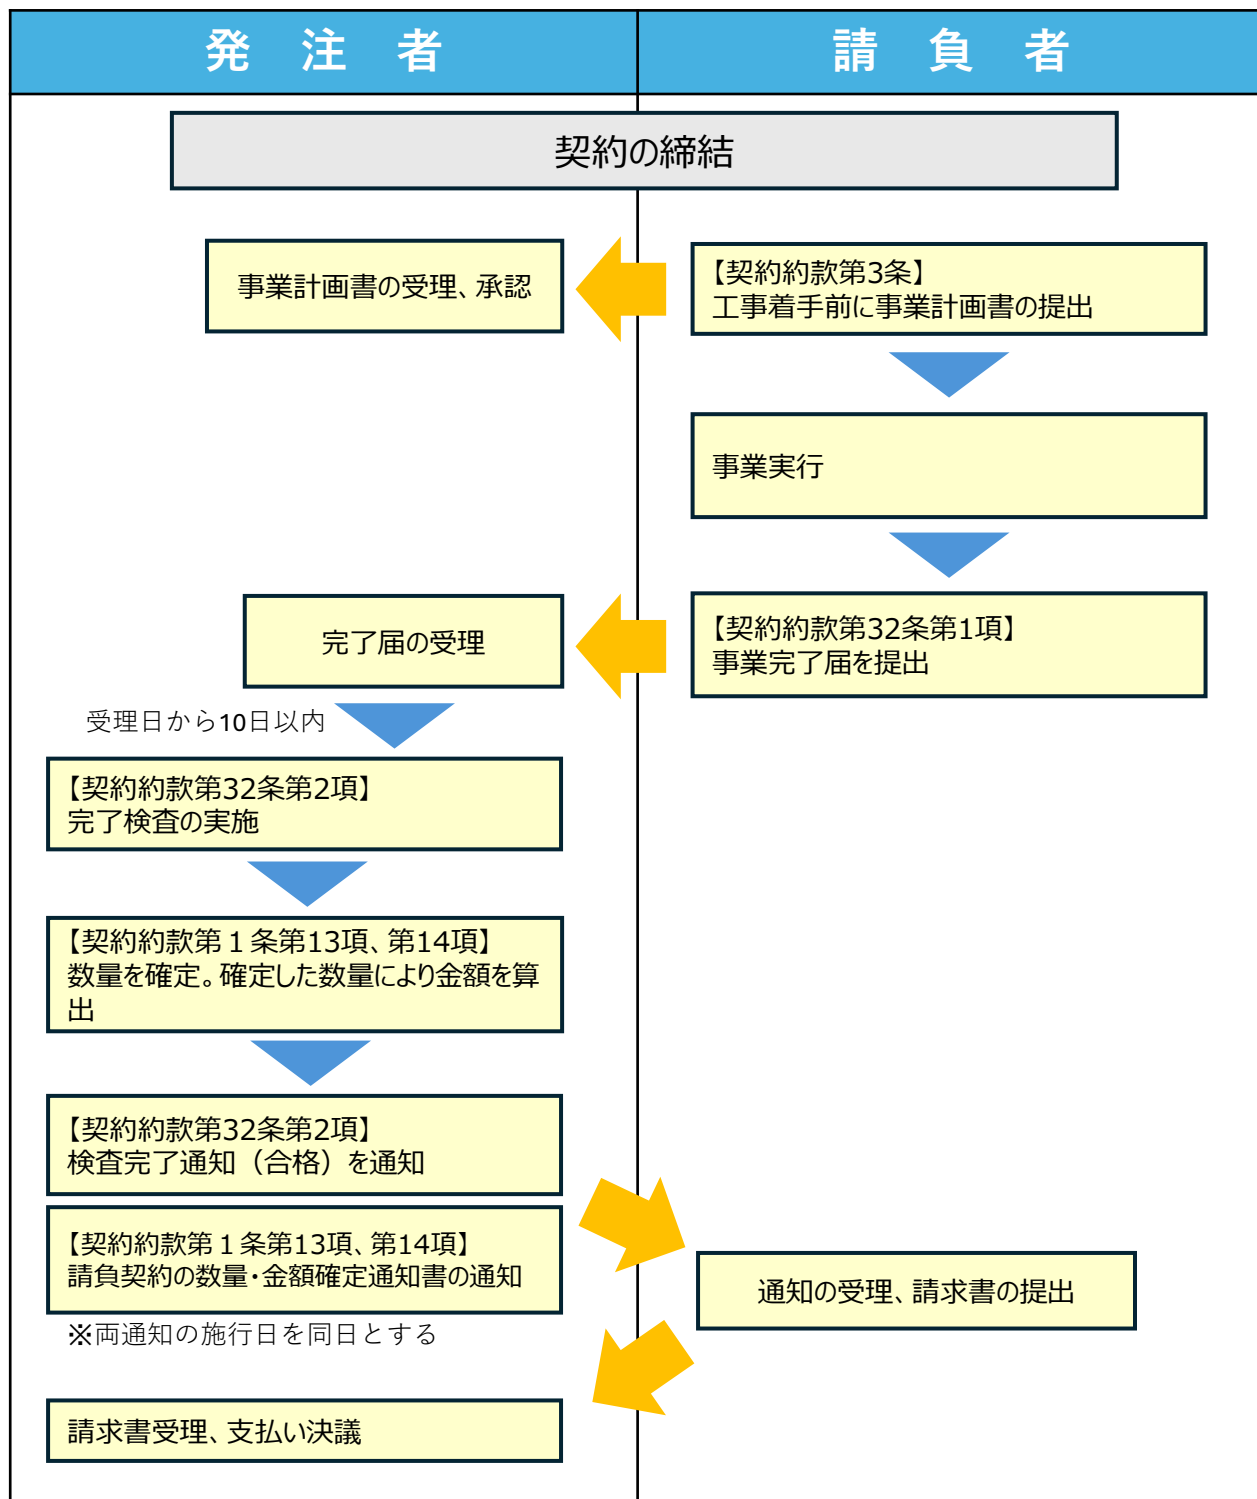 発 注 者
請 負 者
契約の締結
事業計画書の受理、承認
【契約約款第3条】
工事着手前に事業計画書の提出
事業実行
完了届の受理
【契約約款第32条第1項】
事業完了届を提出
受理日から10日以内
【契約約款第32条第2項】
完了検査の実施
【契約約款第１条第13項、第14項】
数量を確定。確定した数量により金額を算
出
【契約約款第32条第2項】
検査完了通知（合格）を通知
【契約約款第１条第13項、第14項】
請負契約の数量・金額確定通知書の通知
通知の受理、請求書の提出
※両通知の施行日を同日とする
請求書受理、支払い決議